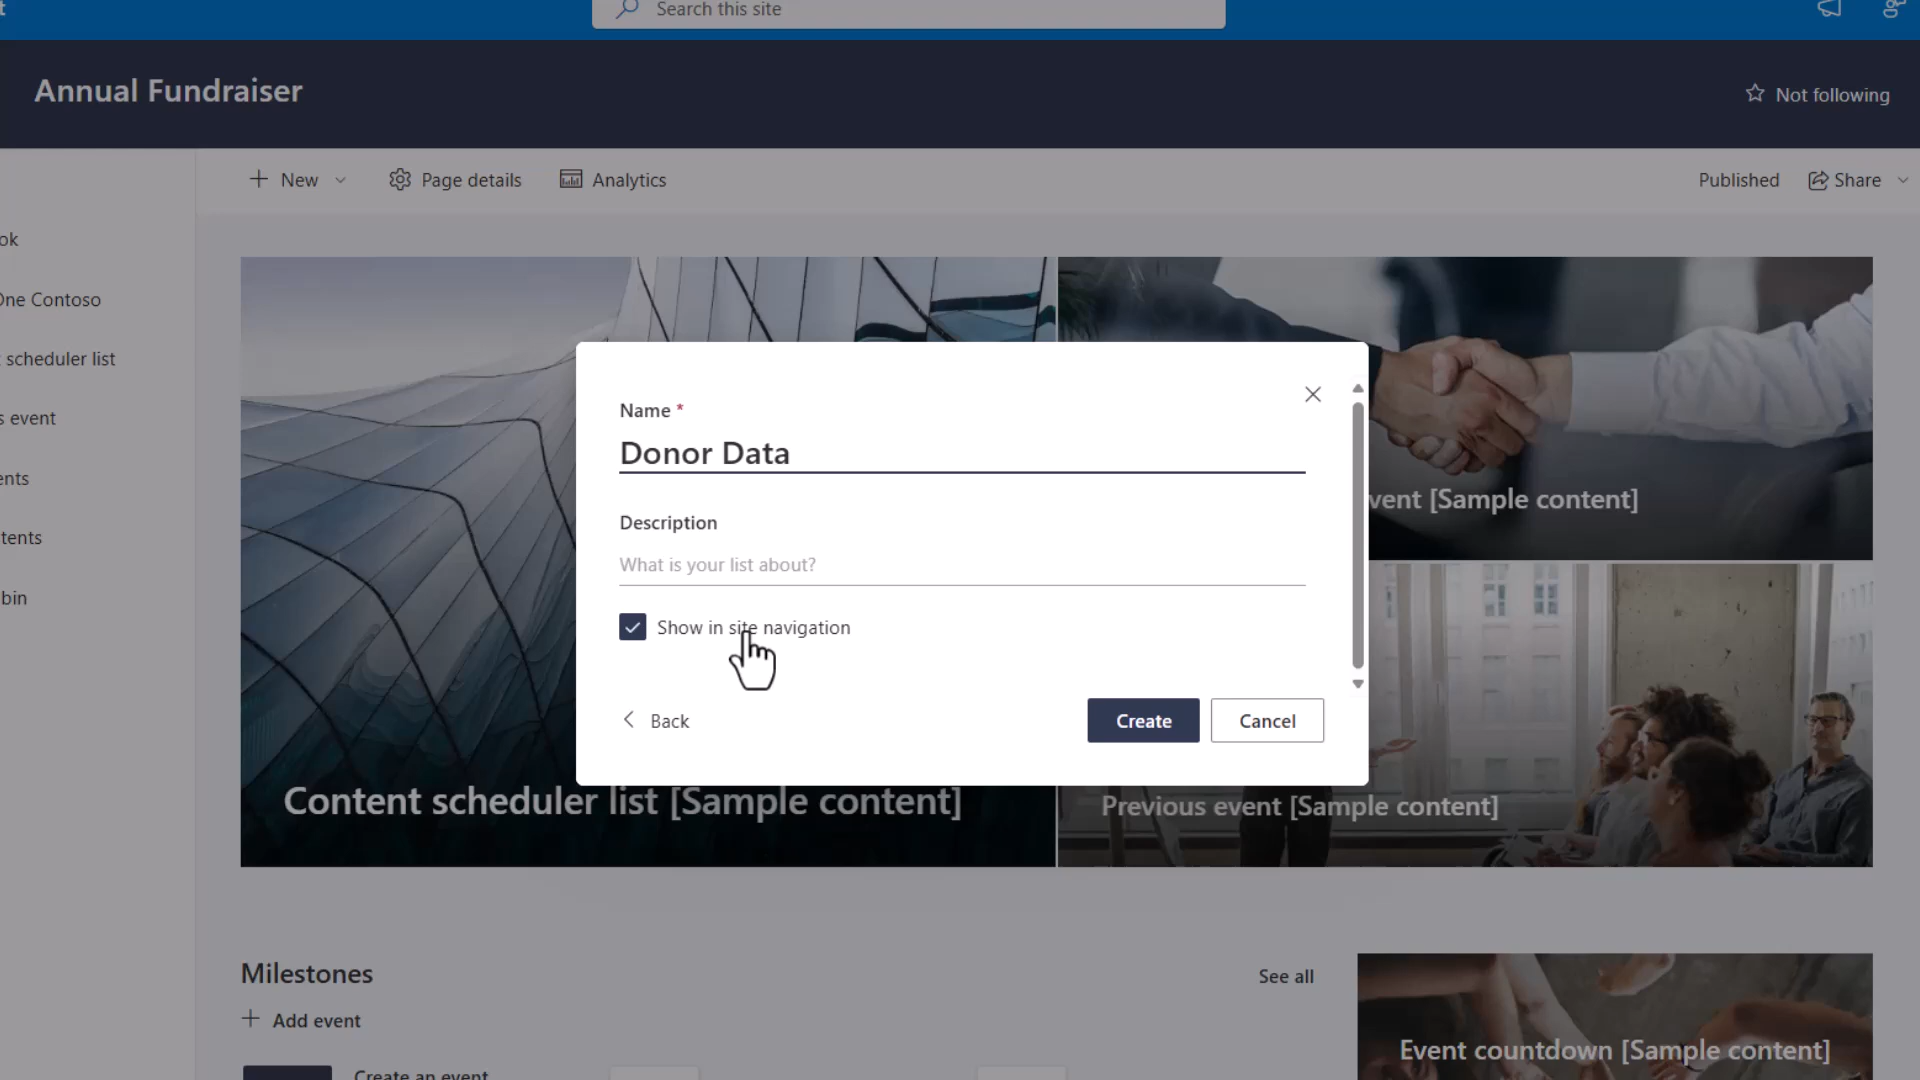 Search this site
Annual Fundraiser
Not following
New
Page details
Analytics
Published
Share
ok
One Contoso
scheduler list
s event
ents
tents
bin
vent [Sample content]
Name *
Donor Data
Description
What is your list about?
Show in site navigation
Back
Create
Cancel
Content scheduler list [Sample content]
Previous event [Sample content]
Milestones
See all
Add event
Create an event
Event countdown [Sample content]